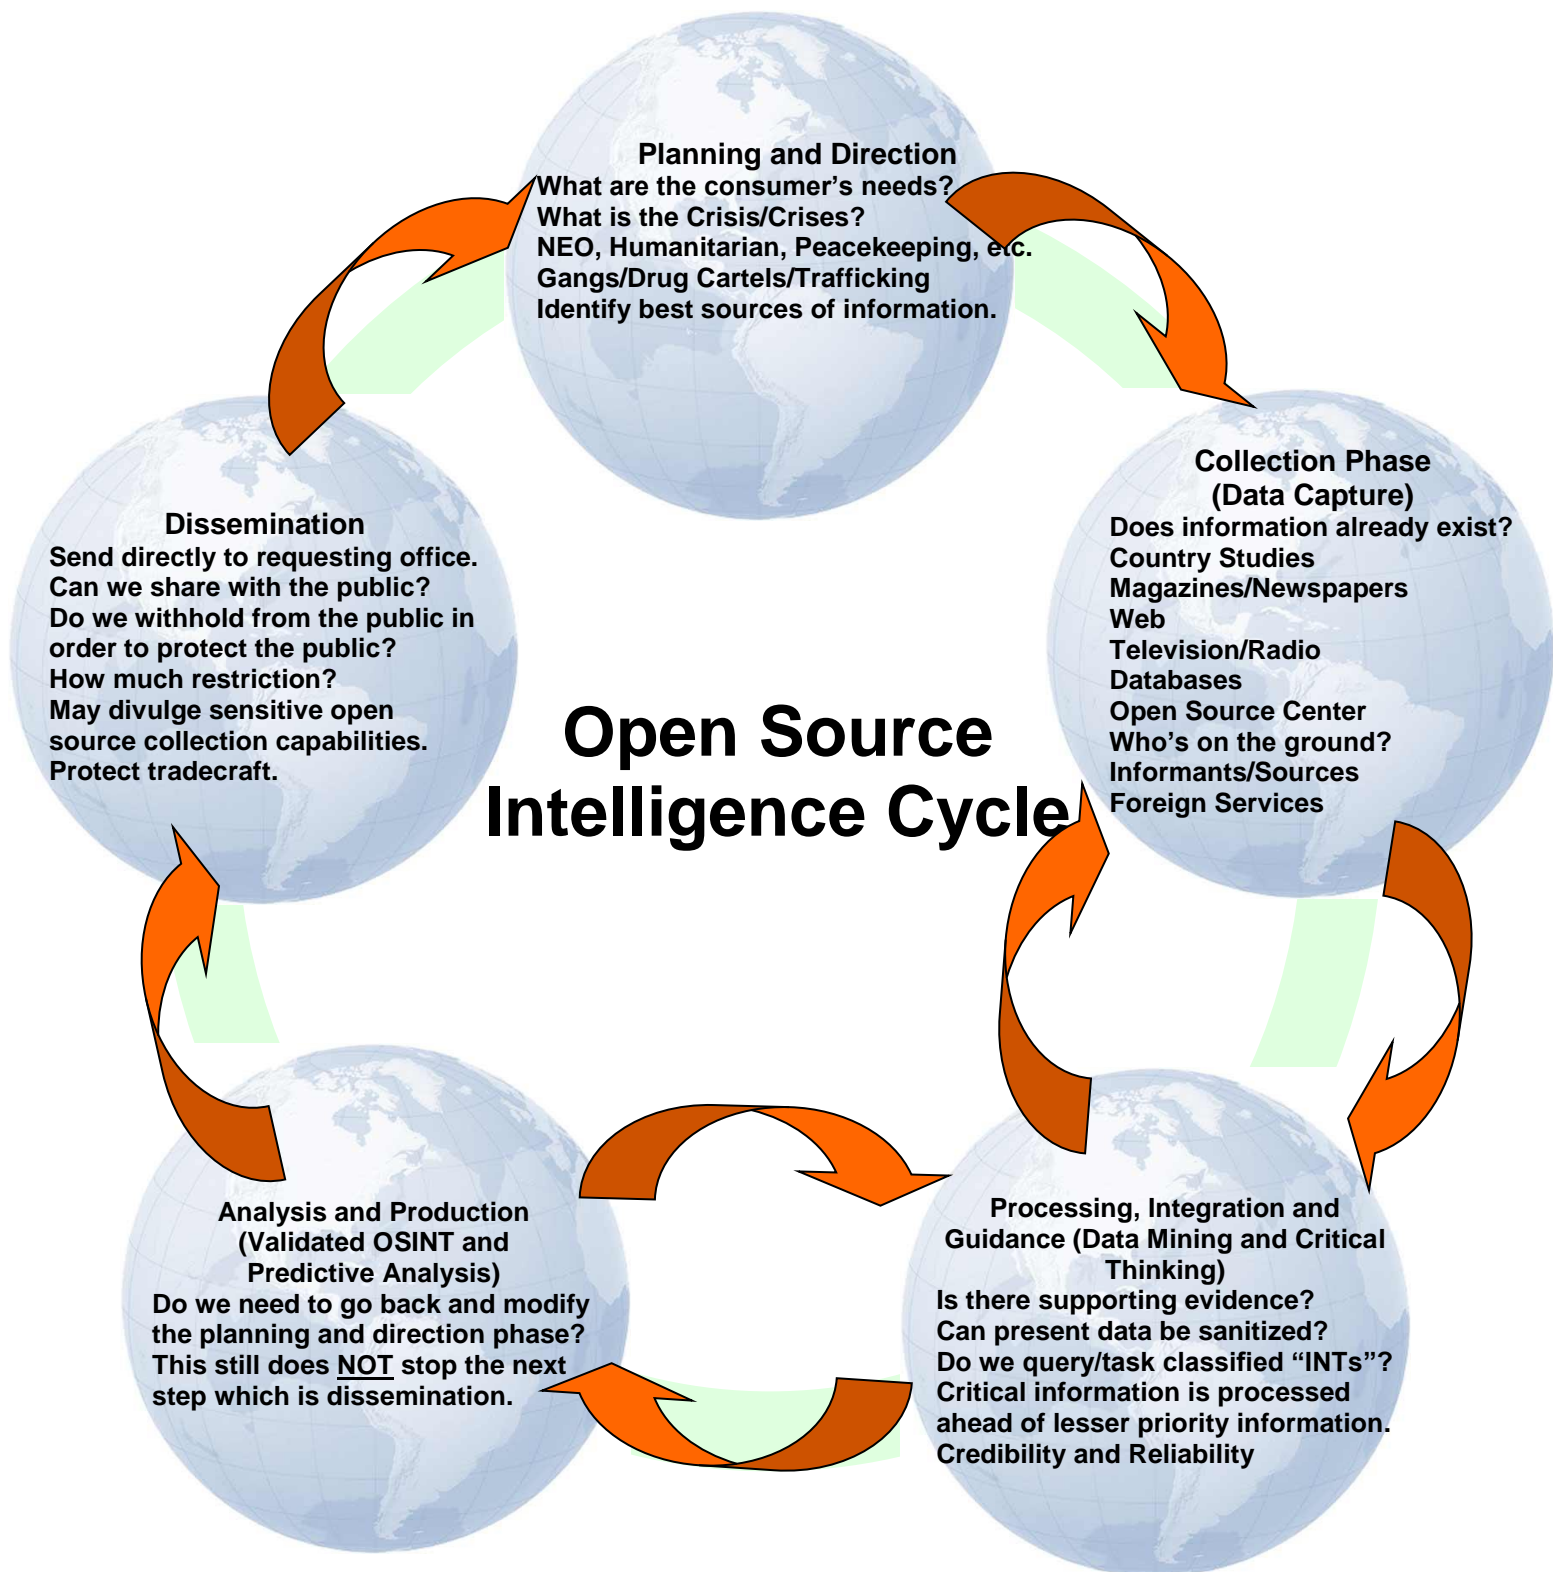 Planning and Direction
What are the consumer’s needs?
What is the Crisis/Crises?
NEO, Humanitarian, Peacekeeping, etc.
Gangs/Drug Cartels/Trafficking
Identify best sources of information.
Collection Phase
(Data Capture)
Does information already exist?
Country Studies
Magazines/Newspapers
Web
Television/Radio
Databases
Open Source Center
Who’s on the ground?
Informants/Sources
Foreign Services
Dissemination
Send directly to requesting office.
Can we share with the public?
Do we withhold from the public in
order to protect the public?
How much restriction?
May divulge sensitive open
source collection capabilities.
Protect tradecraft.
Open Source
Intelligence Cycle
Analysis and Production
(Validated OSINT and
Predictive Analysis)
Do we need to go back and modify
the planning and direction phase?
This still does NOT stop the next
step which is dissemination.
Processing, Integration and
Guidance (Data Mining and Critical
Thinking)
Is there supporting evidence?
Can present data be sanitized?
Do we query/task classified “INTs”?
Critical information is processed
ahead of lesser priority information.
Credibility and Reliability